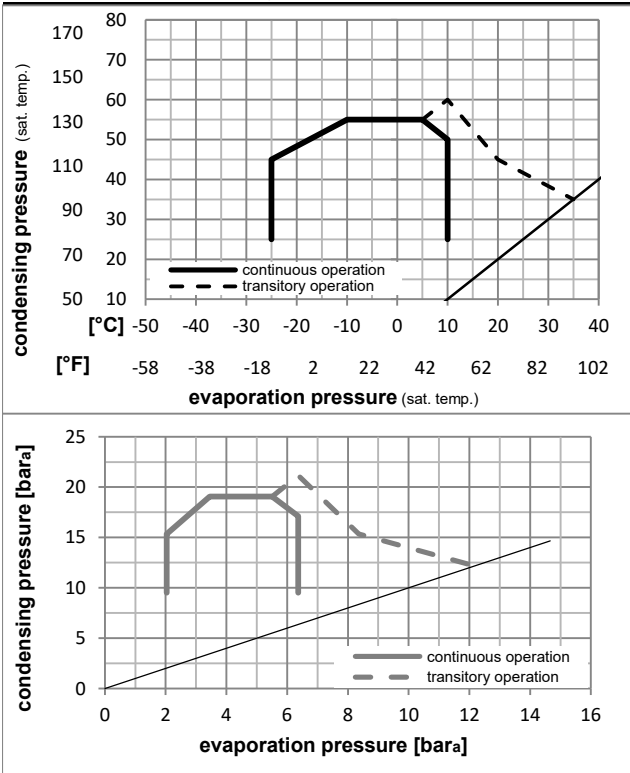 condensing pressure (sat. temp.)
170 80
150 70
130 60
50
110 40
90 30
70 20
50 10
continuous operation
transitory operation
[°C] -50 -40 -30 -20 -10 0 10 20 30 40
[°F] -58 -38 -18 2 22 42 62 82 102
evaporation pressure (sat. temp.)
condensing pressure [bara]
25
20
15
10
5
0
continuous operation
transitory operation
0 2 4 6 8 10 12 14 16
evaporation pressure [bara]